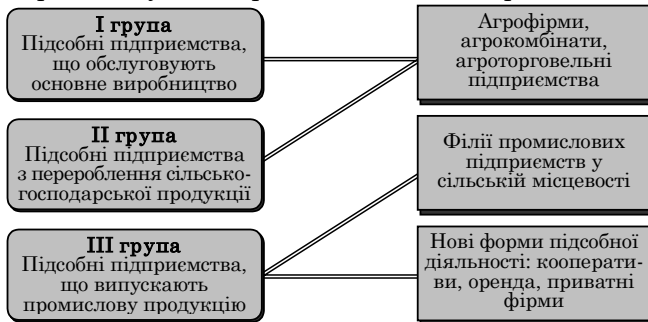 І група
Підсобні підприємства,
що обслуговують
основне виробництво
ІІ група
Підсобні підприємства
з перероблення сільсько-
господарської продукції
ІІІ група
Підсобні підприємства,
що випускають
промислову продукцію
Агрофірми,
агрокомбінати,
агроторговельні
підприємства
Філії промислових
підприємств у
сільській місцевості
Нові форми підсобної
діяльності: кооперати-
ви, оренда, приватні
фірми